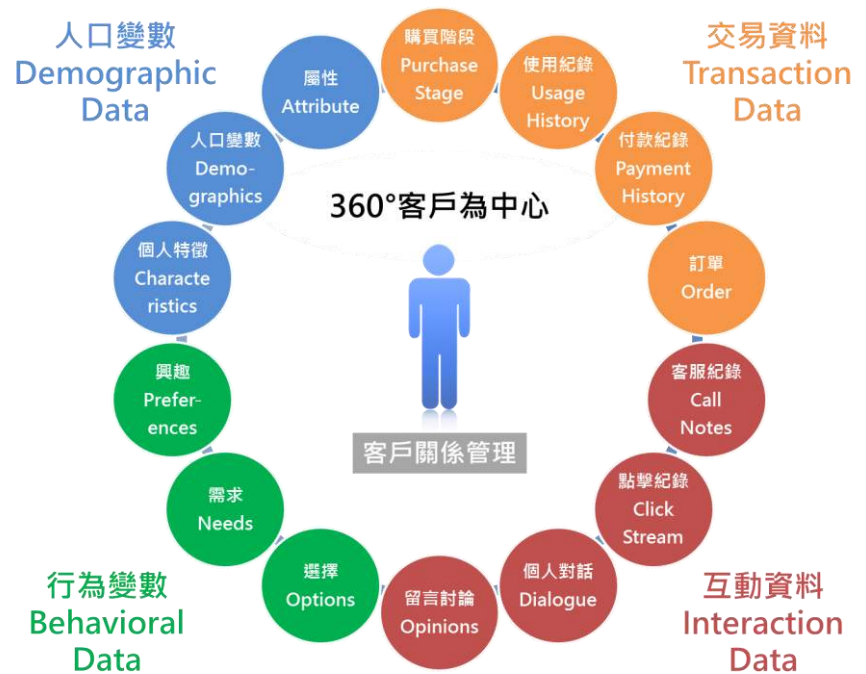 人口變數
Demographic
Data
交易資料
Transaction
Data
購買階段
Purchase
Stage
使用紀錄
Usage
History
付款紀錄
Payment
History
訂單
Order
客服紀錄
Call
Notes
點擊紀錄
Click
Stream
個人對話
Dialogue
留言討論
Opinions
選擇
Options
需求
Needs
興趣
Prefer-
ences
個人特徵
Characte
ristics
人口變數
Demo-
graphics
屬性
Attribute
360°客戶為中心
客戶關係管理
行為變數
Behavioral
Data
互動資料
Interaction
Data